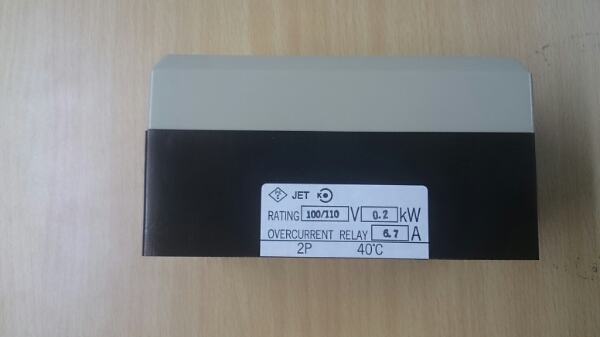 JET
RATING 100/110 V 0.2 kW
OVERCURRENT RELAY 6.7 A
2P 40°C